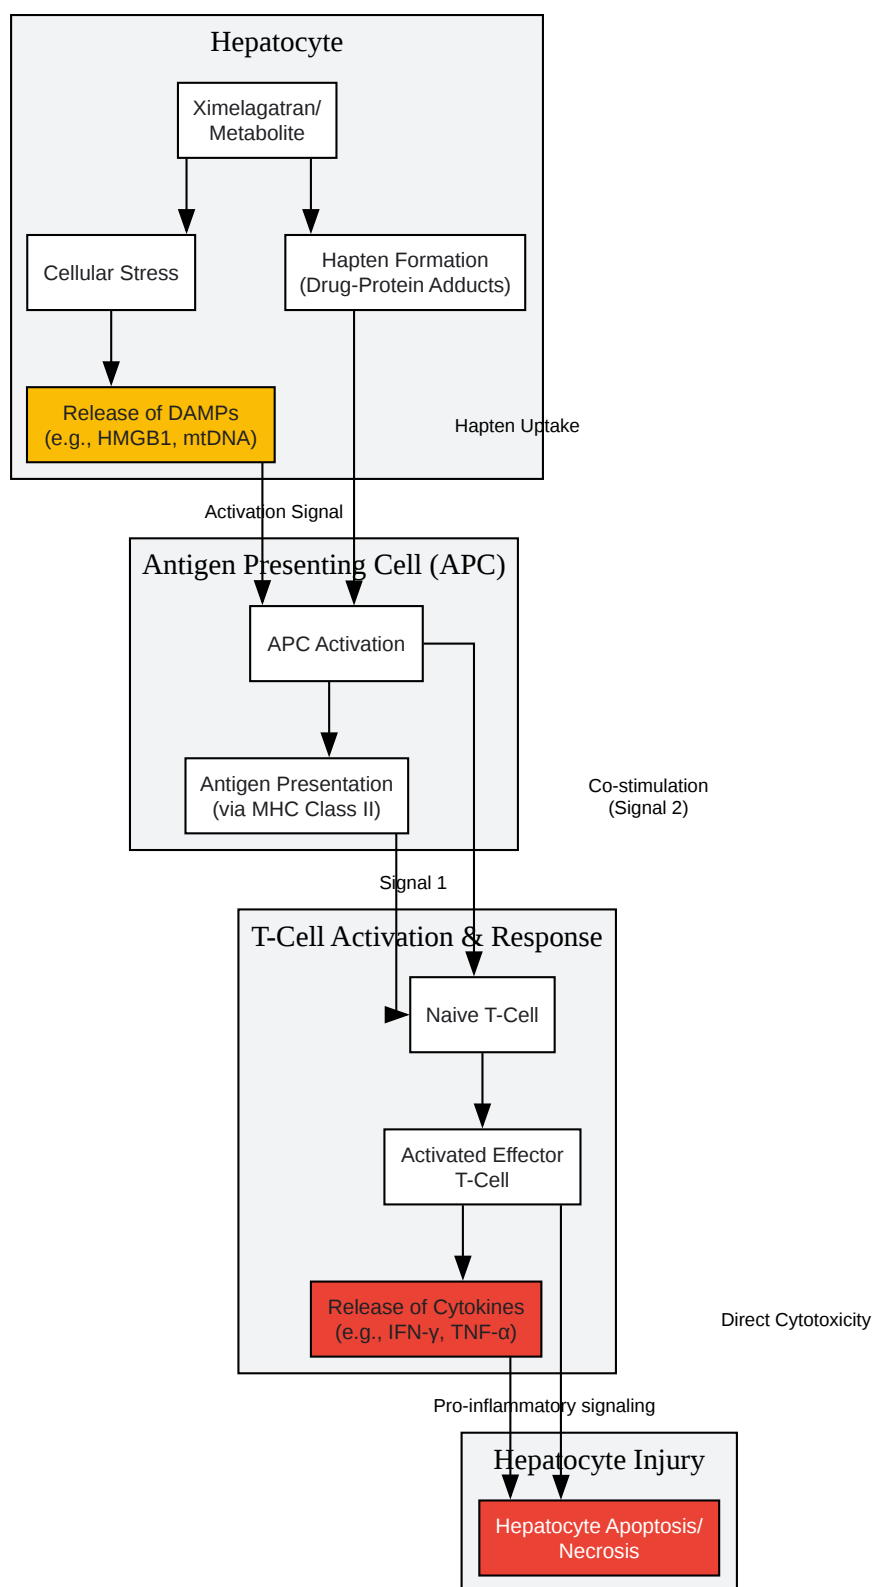 Hepatocyte
Ximelagatran/
Metabolite
Cellular Stress
Hapten Formation
(Drug-Protein Adducts)
Release of DAMPs
(e.g., HMGB1, mtDNA)
Hapten Uptake
Activation Signal
Antigen Presenting Cell (APC)
APC Activation
Antigen Presentation
(via MHC Class II)
Co-stimulation
(Signal 2)
Signal 1
T-Cell Activation & Response
Naive T-Cell
Activated Effector
T-Cell
Release of Cytokines
(e.g., IFN-γ, TNF-α)
Direct Cytotoxicity
Pro-inflammatory signaling
Hepatocyte Injury
Hepatocyte Apoptosis/
Necrosis